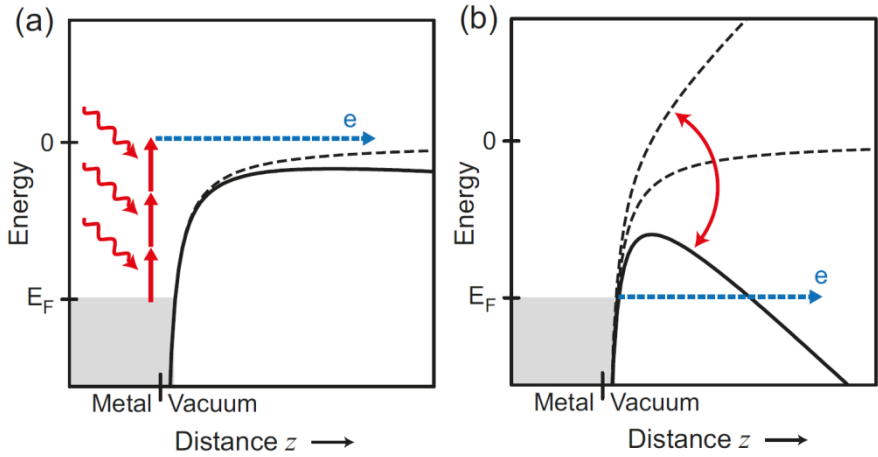 (a)
Energy
0
E_F
e
Metal Vacuum
Distance z
(b)
Energy
0
E_F
e
Metal Vacuum
Distance z